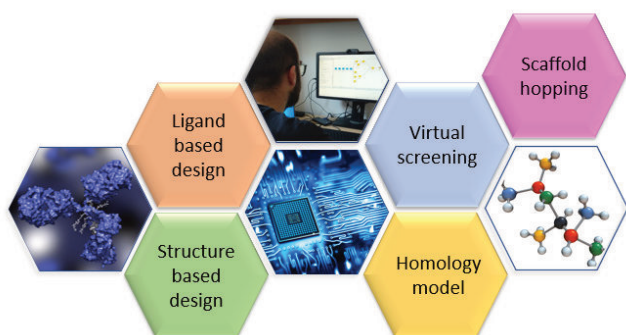 Scaffold
hopping
Ligand
based
design
Virtual
screening
Structure
based
design
Homology
model